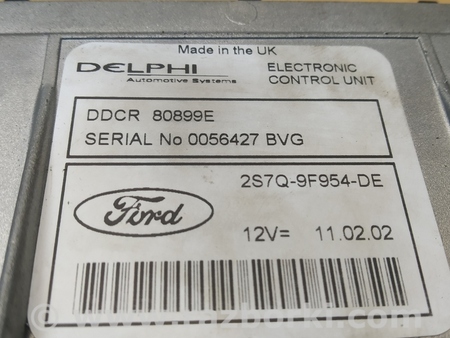 Made in the UK
DELPHI
Automotive Systems
ELECTRONIC
CONTROL UNIT
DDCR 80899E
SERIAL No 0056427 BVG
2S7Q-9F954-DE
Ford
12V= 11.02.02